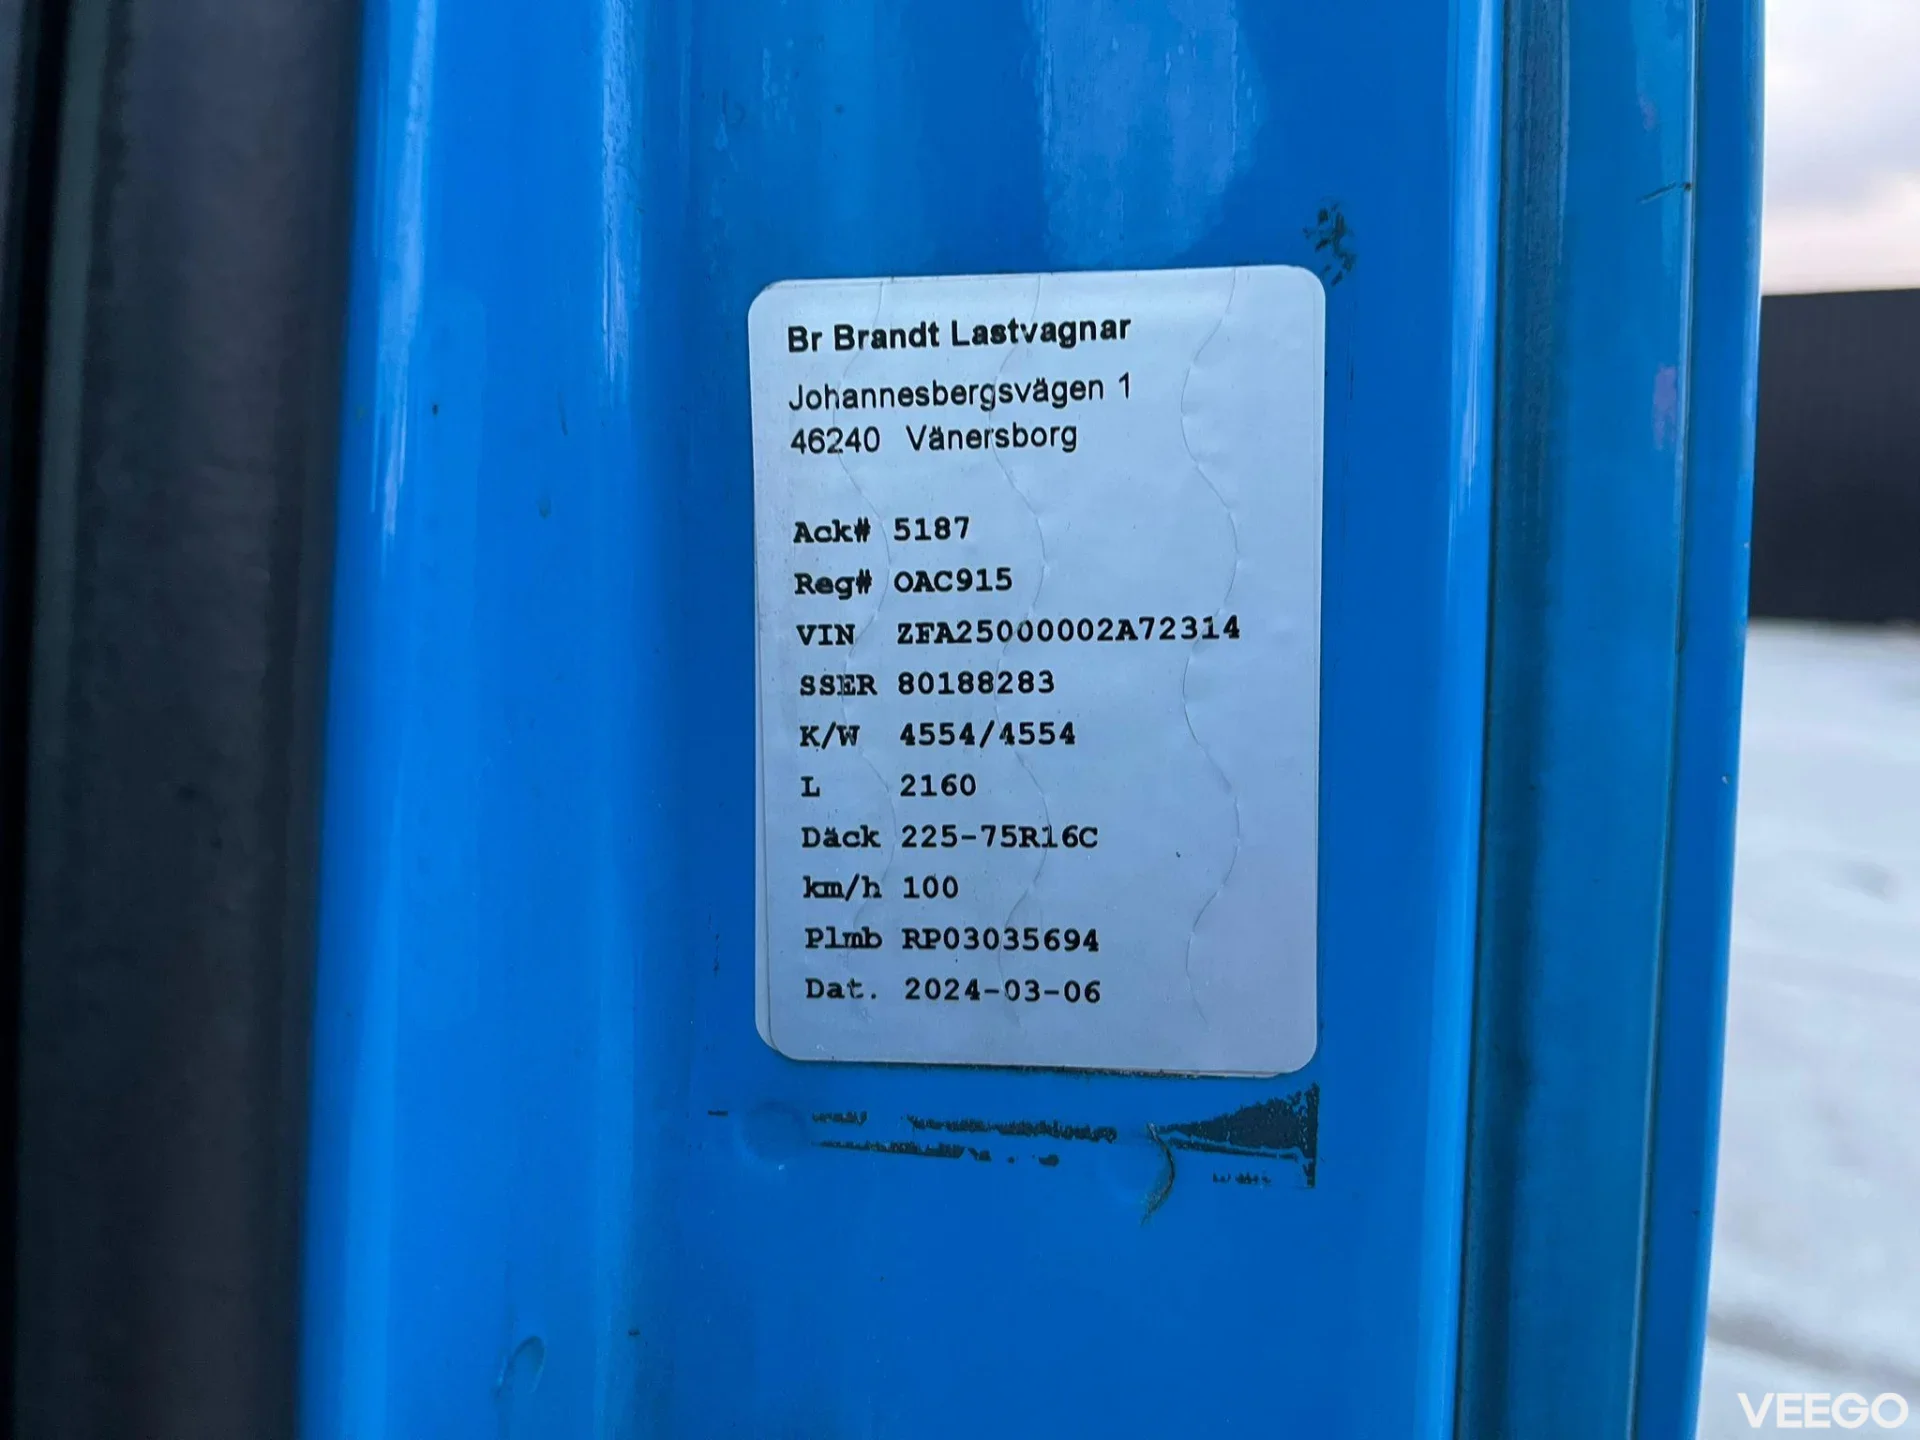 Br Brandt Lastvagnar
Johannesbergsvägen 1
46240 Vänersborg
Ack# 5187
Reg# OAC915
VIN ZFA25000002A72314
SSER 80188283
K/W 4554/4554
L 2160
Däck 225-75R16C
km/h 100
Plmb RP03035694
Dat. 2024-03-06
VEEGO